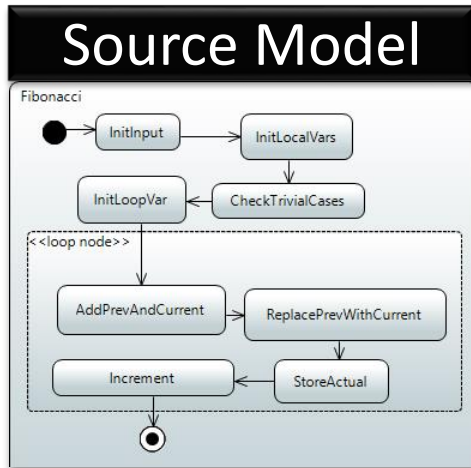 Source Model
Fibonacci
InitInput
InitLocalVars
CheckTrivialCases
InitLoopVar
<<loop node>>
AddPrevAndCurrent
ReplacePrevWithCurrent
StoreActual
Increment